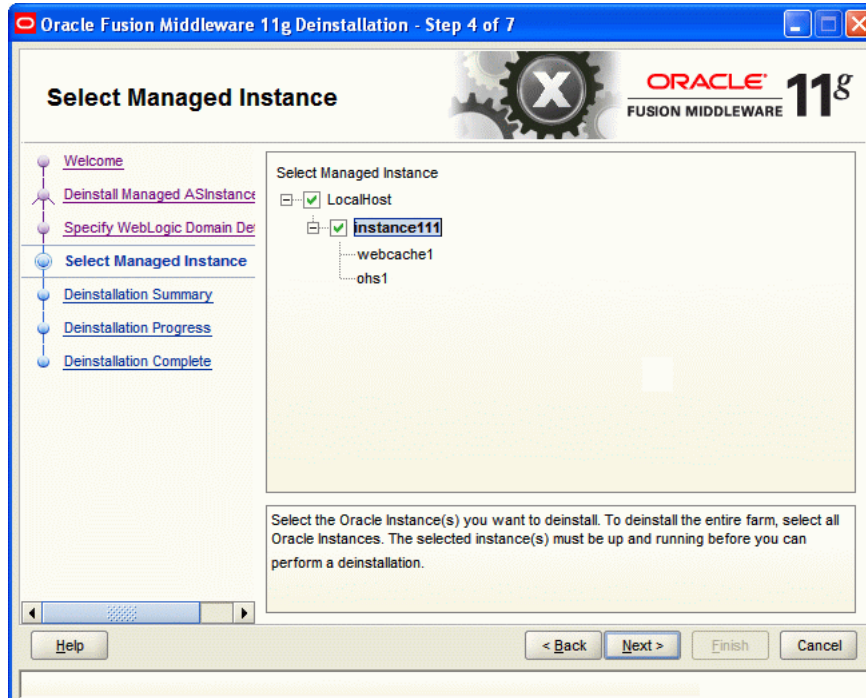 Oracle Fusion Middleware 11g Deinstallation - Step 4 of 7
Select Managed Instance
ORACLE
FUSION MIDDLEWARE 11g
Welcome
Deinstall Managed ASInstance
Specify WebLogic Domain De
Select Managed Instance
Deinstallation Summary
Deinstallation Progress
Deinstallation Complete
Select Managed Instance
LocalHost
instance111
webcache1
ohs1
Select the Oracle Instance(s) you want to deinstall. To deinstall the entire farm, select all
Oracle Instances. The selected instance(s) must be up and running before you can
perform a deinstallation.
Help
< Back
Next >
Finish
Cancel